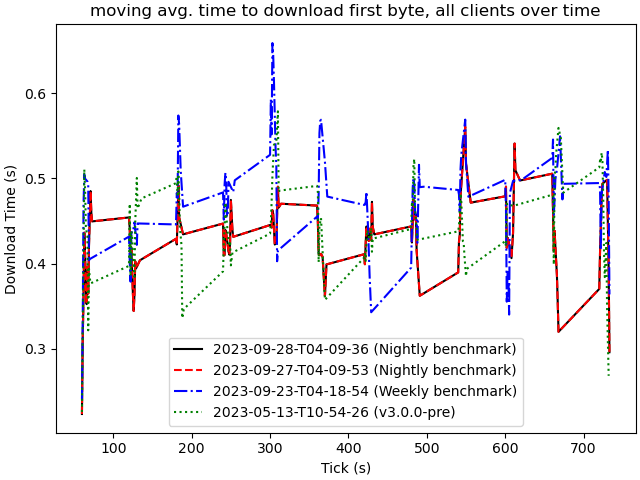 moving avg. time to download first byte, all clients over time
Download Time (s)
0.6
0.5
0.4
0.3
2023-09-28-T04-09-36 (Nightly benchmark)
2023-09-27-T04-09-53 (Nightly benchmark)
2023-09-23-T04-18-54 (Weekly benchmark)
2023-05-13-T10-54-26 (v3.0.0-pre)
100 200 300 400 500 600 700
Tick (s)